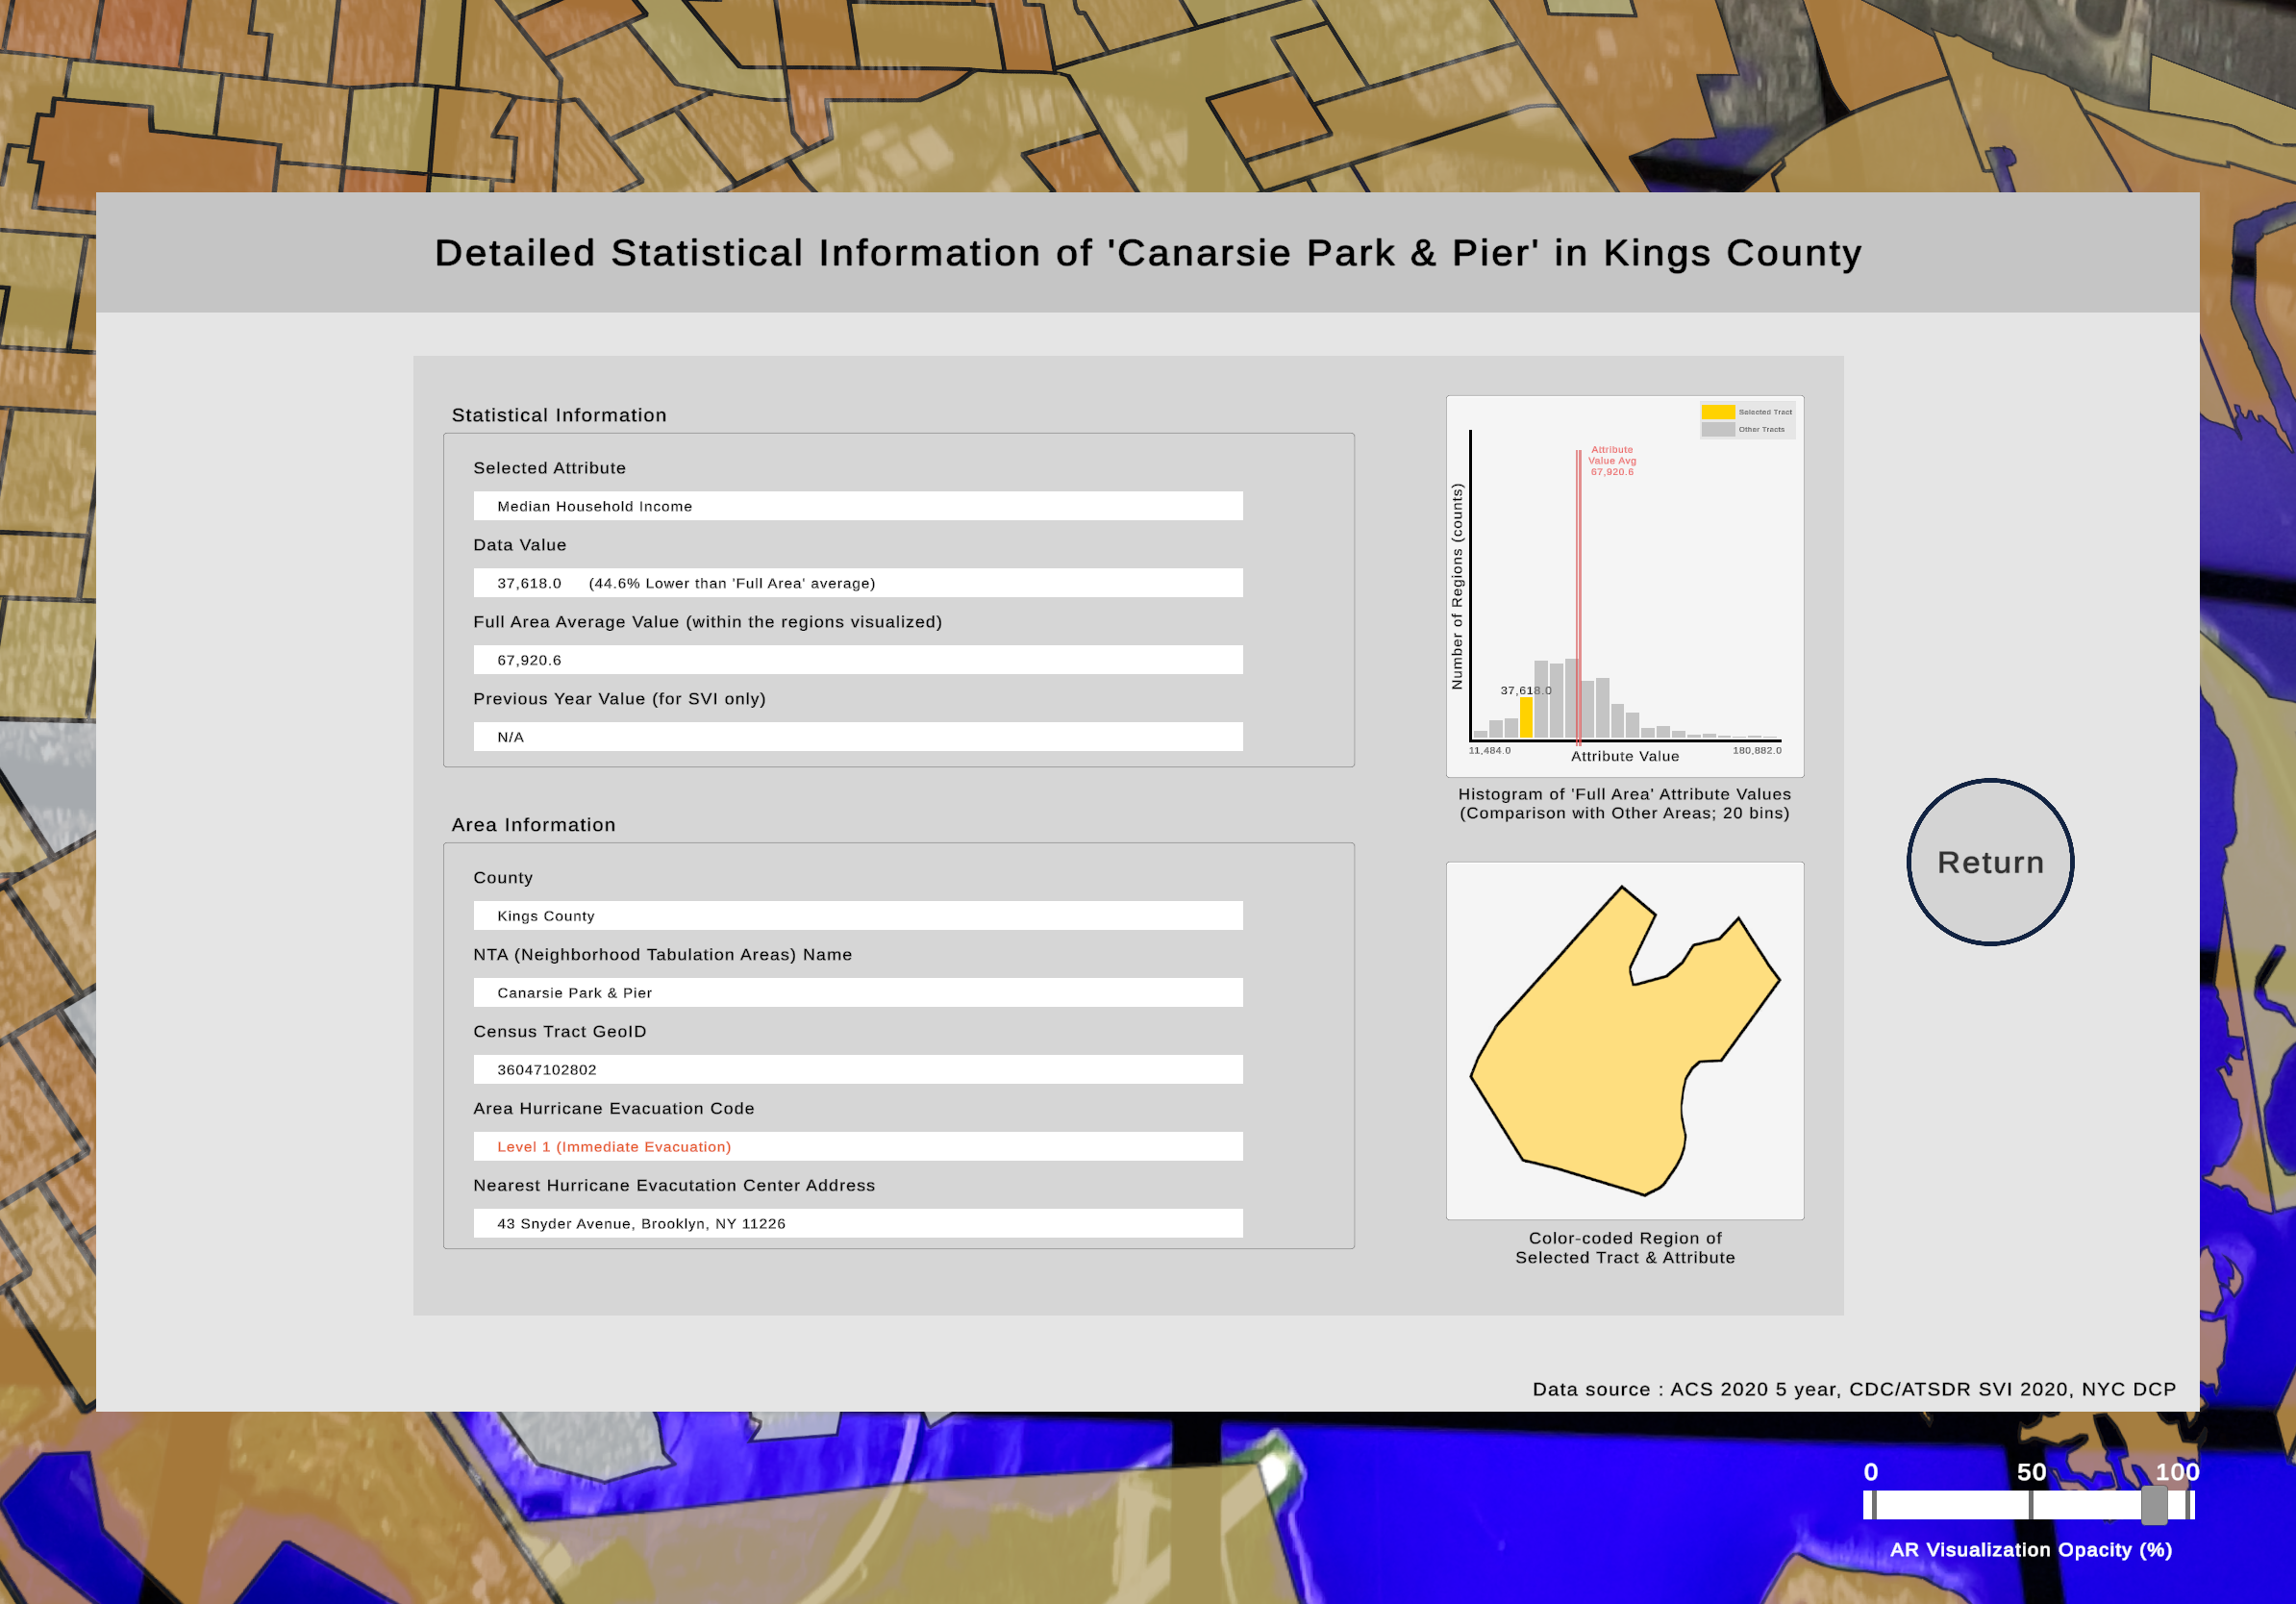 Detailed Statistical Information of 'Canarsie Park & Pier' in Kings County
Statistical Information
Selected Attribute
Median Household Income
Data Value
37,618.0 (44.6% Lower than 'Full Area' average)
Full Area Average Value (within the regions visualized)
67,920.6
Previous Year Value (for SVI only)
N/A
Area Information
County
Kings County
NTA (Neighborhood Tabulation Areas) Name
Canarsie Park & Pier
Census Tract GeoID
36047102802
Area Hurricane Evacuation Code
Level 1 (Immediate Evacuation)
Nearest Hurricane Evacutation Center Address
43 Snyder Avenue, Brooklyn, NY 11226
Selected Tract
Other Tracts
Attribute
Value Avg
67,920.6
Number of Regions (counts)
37,618.0
11,484.0
180,882.0
Attribute Value
Histogram of 'Full Area' Attribute Values
(Comparison with Other Areas; 20 bins)
Color-coded Region of
Selected Tract & Attribute
Return
Data source : ACS 2020 5 year, CDC/ATSDR SVI 2020, NYC DCP
0 50 100
AR Visualization Opacity (%)